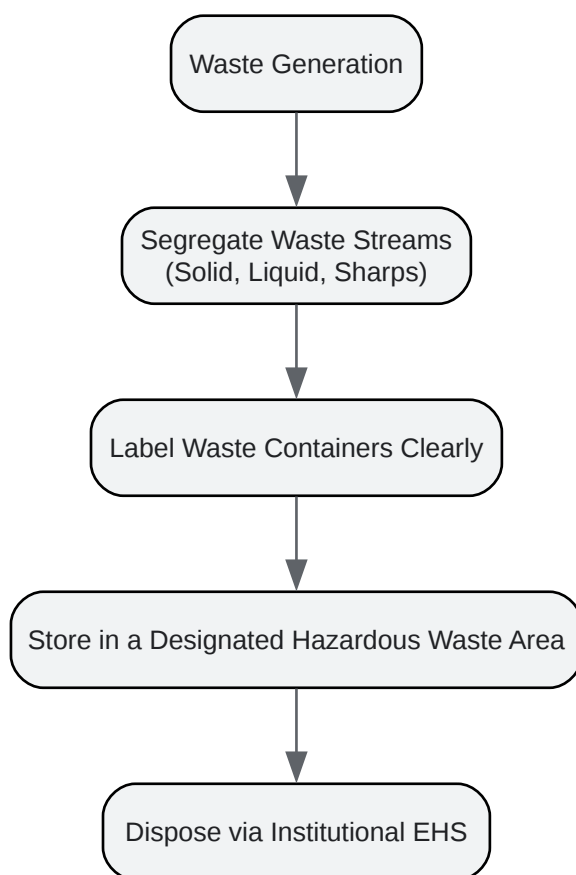 Waste Generation
Segregate Waste Streams
(Solid, Liquid, Sharps)
Label Waste Containers Clearly
Store in a Designated Hazardous Waste Area
Dispose via Institutional EHS